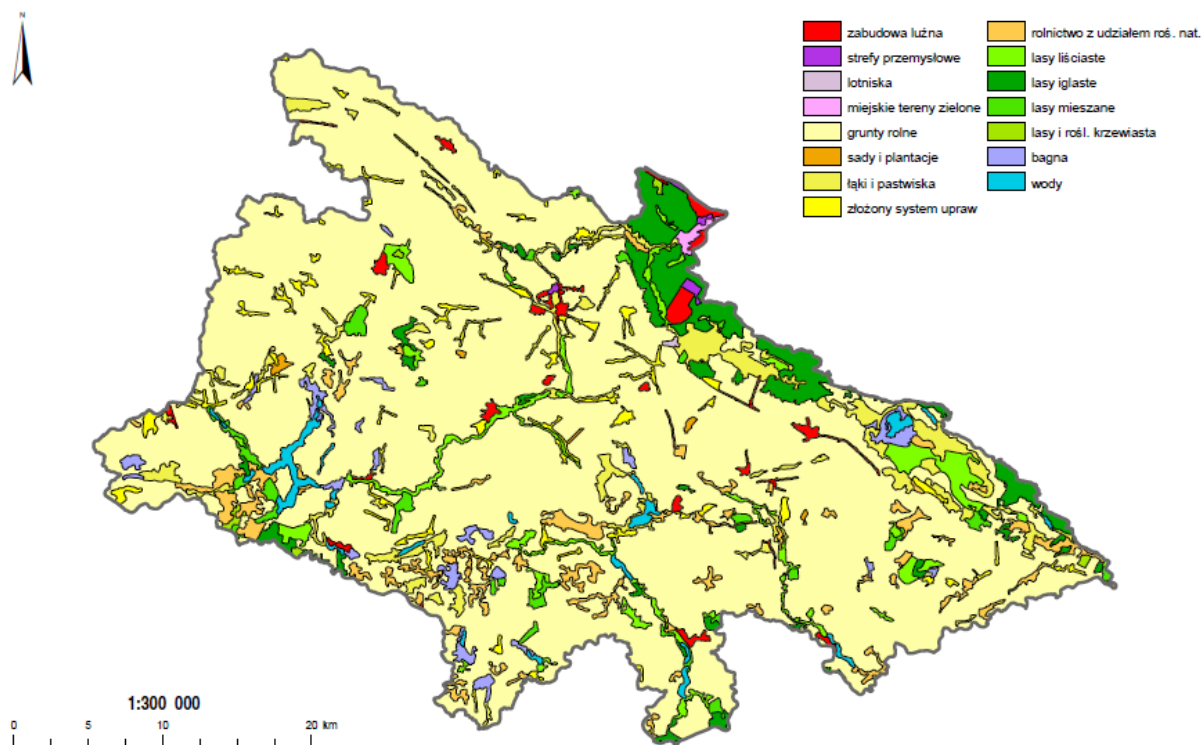 N
zabudowa luźna
strefy przemysłowe
lotniska
miejskie tereny zielone
grunty rolne
sady i plantacje
łąki i pastwiska
złożony system upraw
rolnictwo z udziałem roś. nat.
lasy liściaste
lasy iglaste
lasy mieszane
lasy i rośl. krzewiasta
bagna
wody
1:300 000
0 5 10 20 km